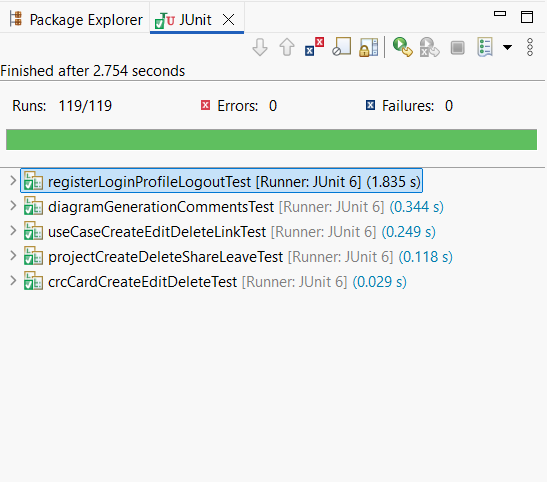 Package Explorer JUnit
Finished after 2.754 seconds
Runs: 119/119 Errors: 0 Failures: 0
registerLoginProfileLogoutTest [Runner: JUnit 6] (1.835 s)
diagramGenerationCommentsTest [Runner: JUnit 6] (0.344 s)
useCaseCreateEditDeleteLinkTest [Runner: JUnit 6] (0.249 s)
projectCreateDeleteShareLeaveTest [Runner: JUnit 6] (0.118 s)
crcCardCreateEditDeleteTest [Runner: JUnit 6] (0.029 s)